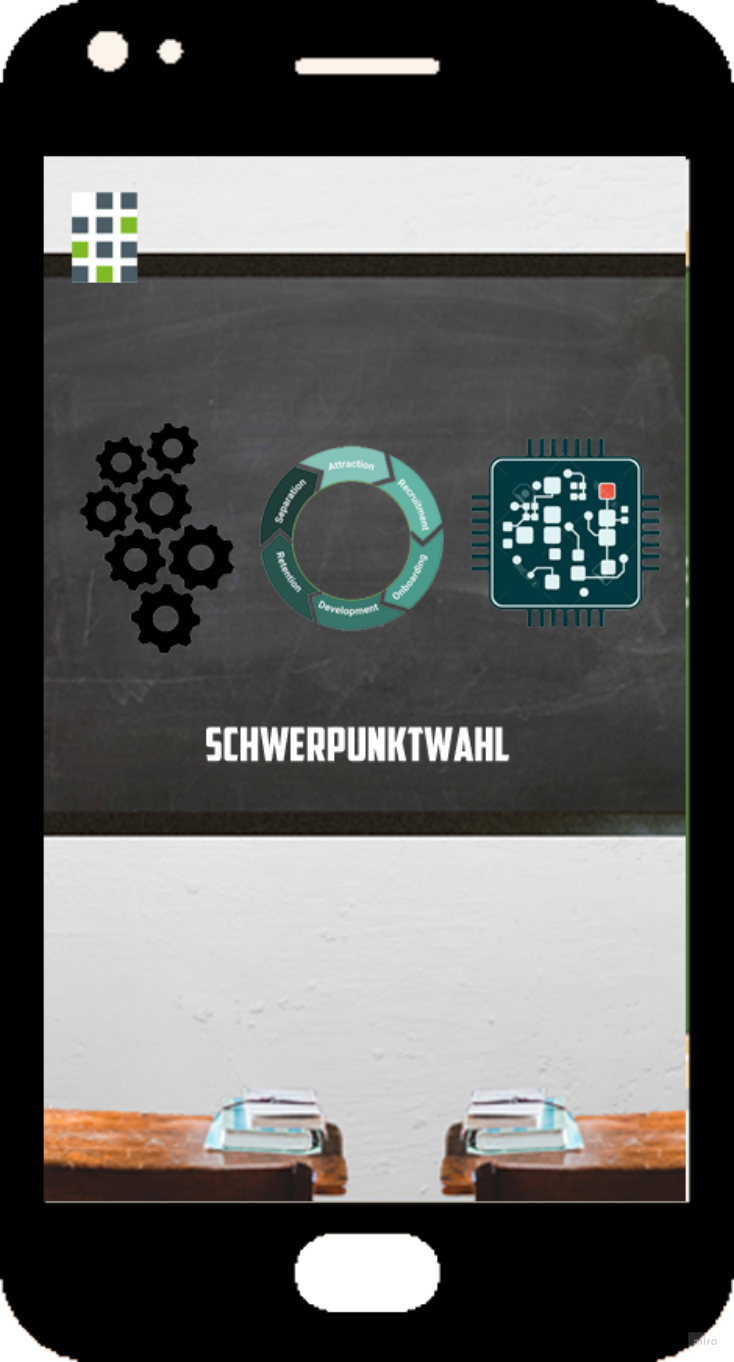 Attraction
Recruitment
Onboarding
Development
Retention
Separation
SCHWERPUNKTWAHL
miro